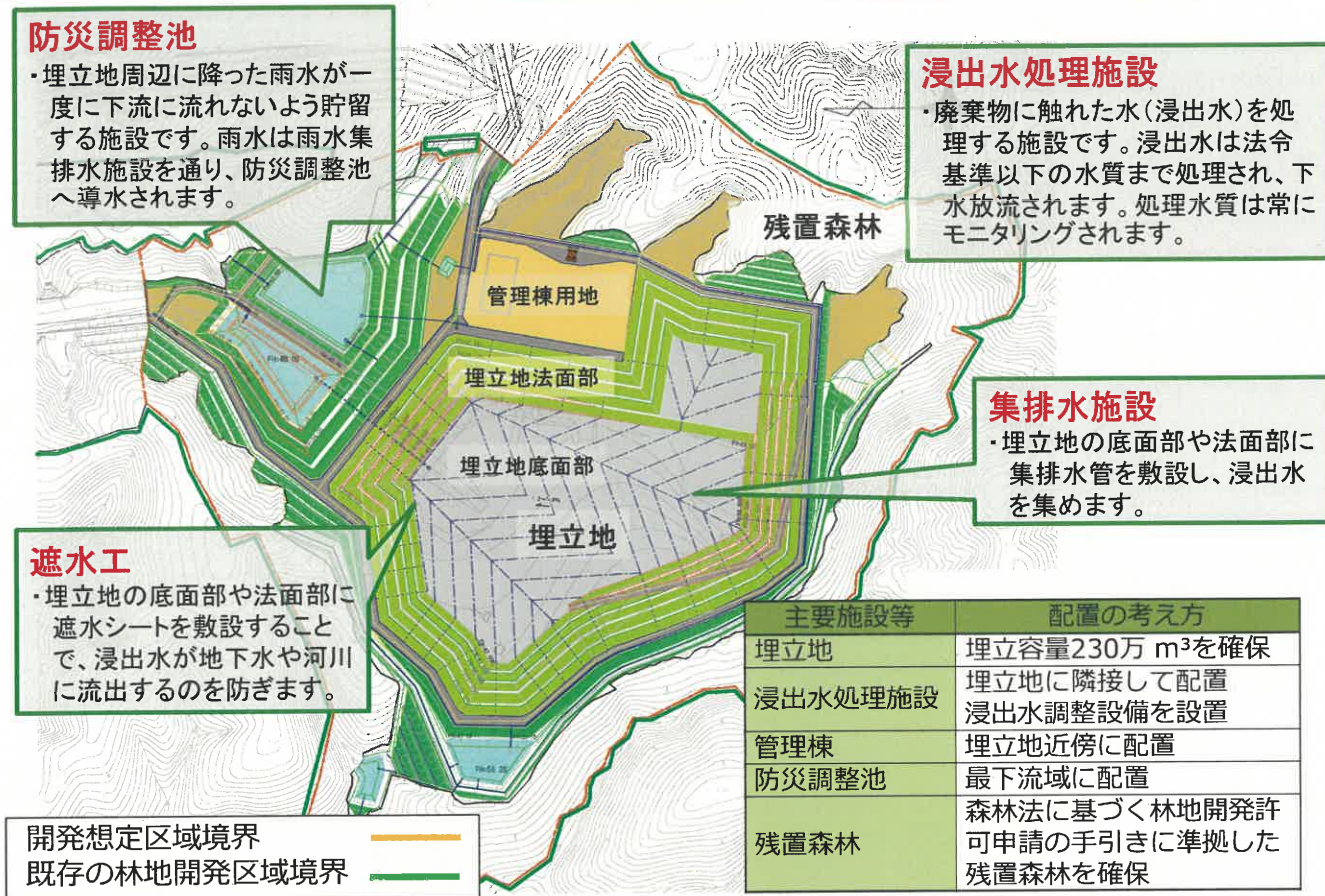 防災調整池
・埋立地周辺に降った雨水が一
度に下流に流れないよう貯留
する施設です。雨水は雨水集
排水施設を通り、防災調整池
へ導水されます。
浸出水処理施設
・廃棄物に触れた水(浸出水)を処
理する施設です。浸出水は法令
基準以下の水質まで処理され、下
水放流されます。処理水質は常に
モニタリングされます。
残置森林
管理棟用地
埋立地法面部
埋立地底面部
埋立地
集排水施設
・埋立地の底面部や法面部に
集排水管を敷設し、浸出水
を集めます。
遮水工
・埋立地の底面部や法面部に
遮水シートを敷設すること
で、浸出水が地下水や河川
に流出するのを防ぎます。
主要施設等 配置の考え方
埋立地 埋立容量230万 m³を確保
浸出水処理施設 埋立地に隣接して配置
浸出水調整設備を設置
管理棟 埋立地近傍に配置
防災調整池 最下流域に配置
残置森林 森林法に基づく林地開発許
可申請の手引きに準拠した
残置森林を確保
開発想定区域境界
既存の林地開発区域境界